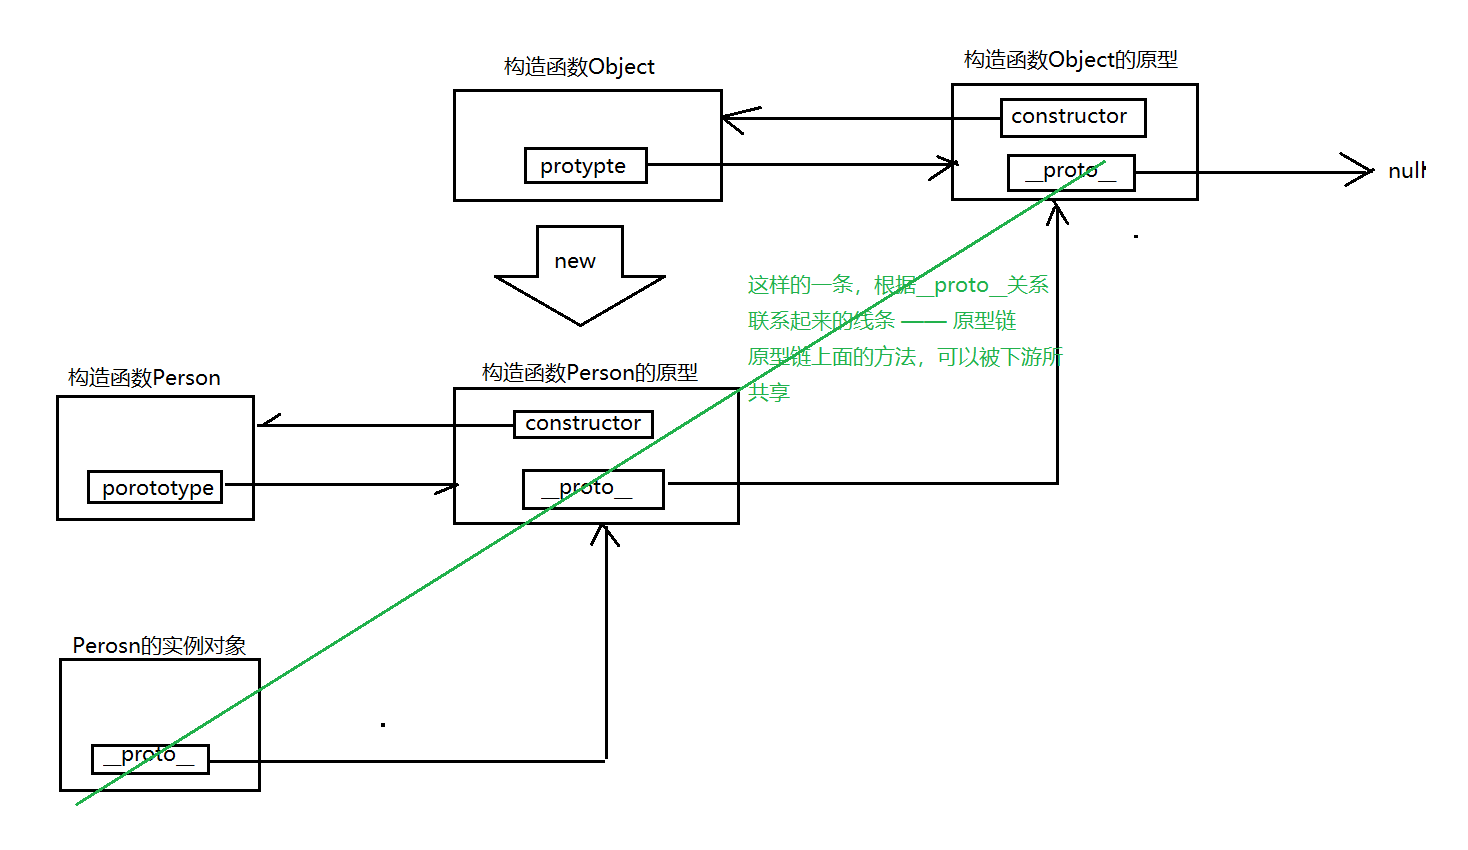 构造函数Object
构造函数Object的原型
constructor
protypte
__proto__
null
new
这样的一条，根据__proto__关系
联系起来的线条 —— 原型链
原型链上面的方法，可以被下游所
共享
构造函数Person
构造函数Person的原型
constructor
porototype
__proto__
Perosn的实例对象
__proto__